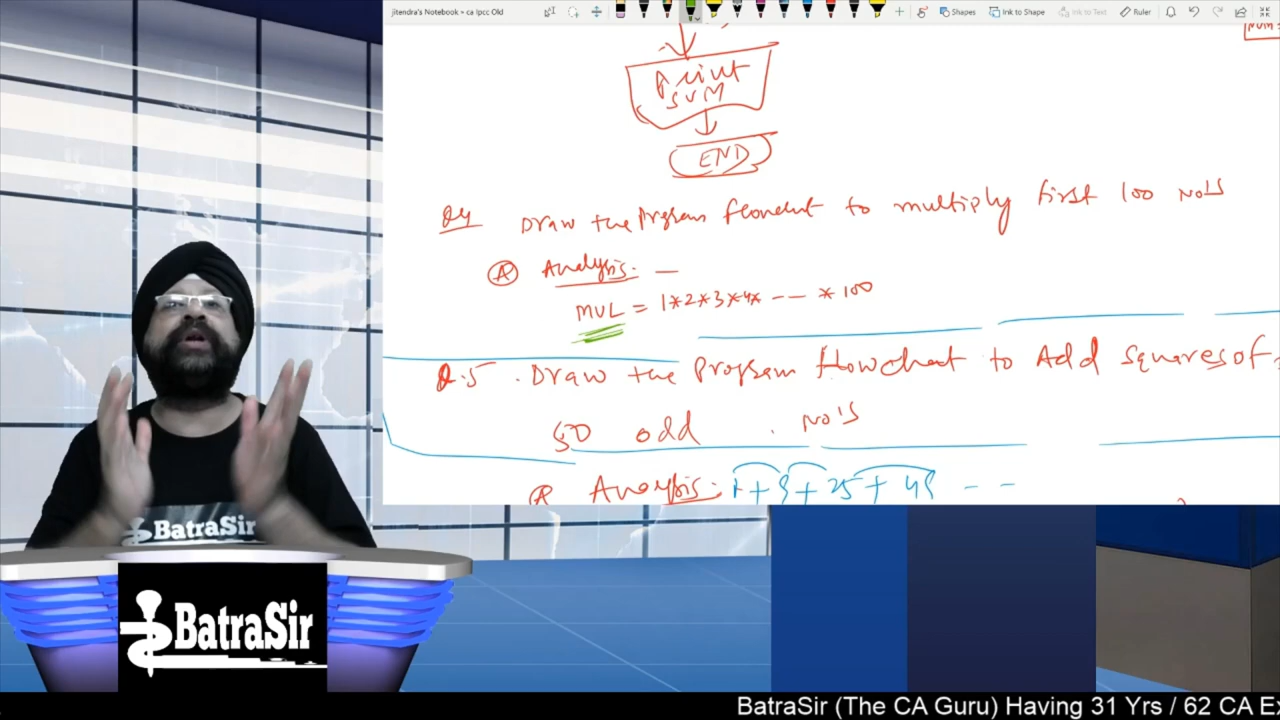 jitendra's Notebook » ca Ipcc Old
Shapes
Ink to Shape
Ink to Text
Ruler
print
SUM
END
Q4 Draw the Program flowchart to multiply first 100 No's
(A) Analysis. —
MUL = 1*2*3*4* -- — * 100
Q.5 . Draw the Program flowchart to Add squares of
50 odd . No's
(A) Analysis: 1+9+25+49 - -
BatraSir
BatraSir
BatraSir (The CA Guru) Having 31 Yrs / 62 CA Ex